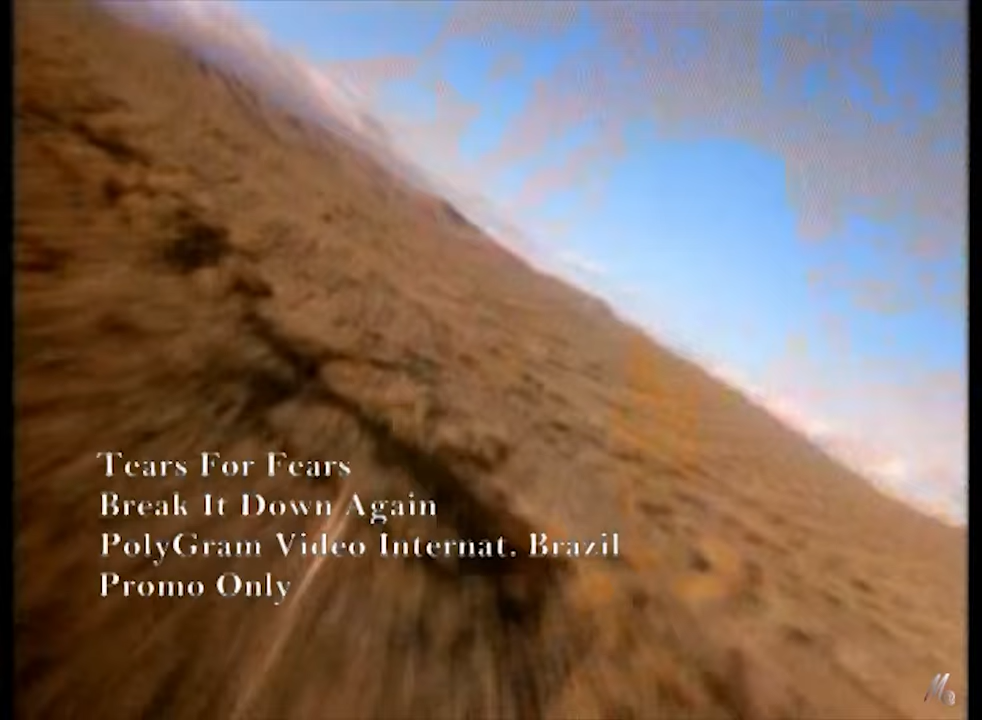 Tears For Fears
Break It Down Again
PolyGram Video Internat. Brazil
Promo Only